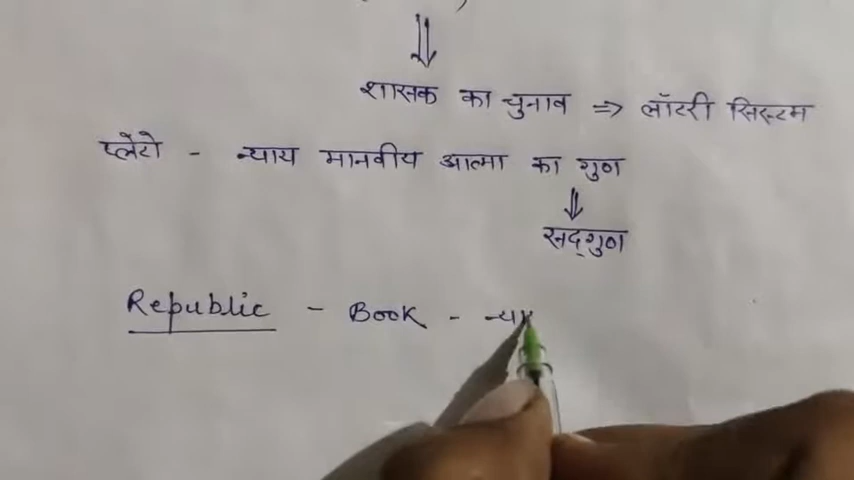 शासक का चुनाव ⇒ लॉटरी सिस्टम
प्लेटो - न्याय मानवीय आत्मा का गुण
सद्गुण
Republic - Book -